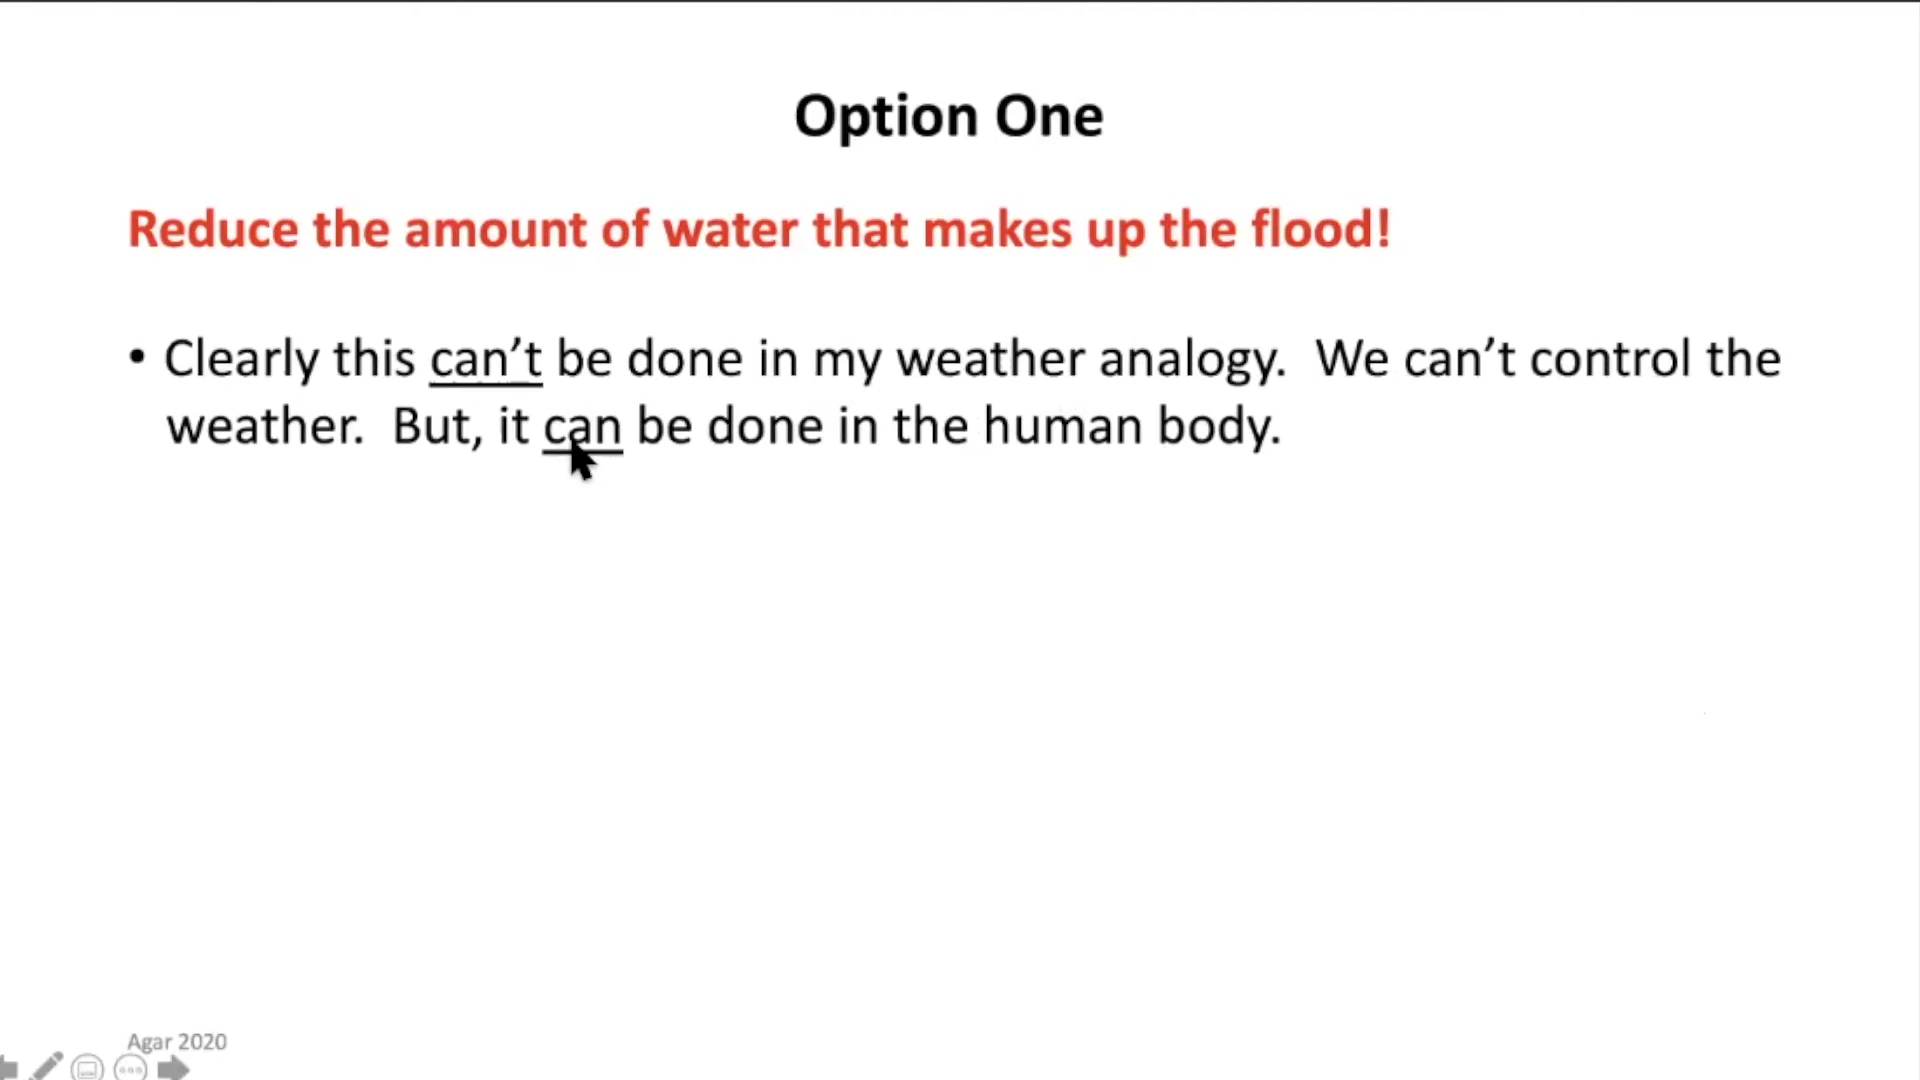 Option One
Reduce the amount of water that makes up the flood!
• Clearly this can’t be done in my weather analogy.  We can’t control the
weather.  But, it can be done in the human body.
Agar 2020